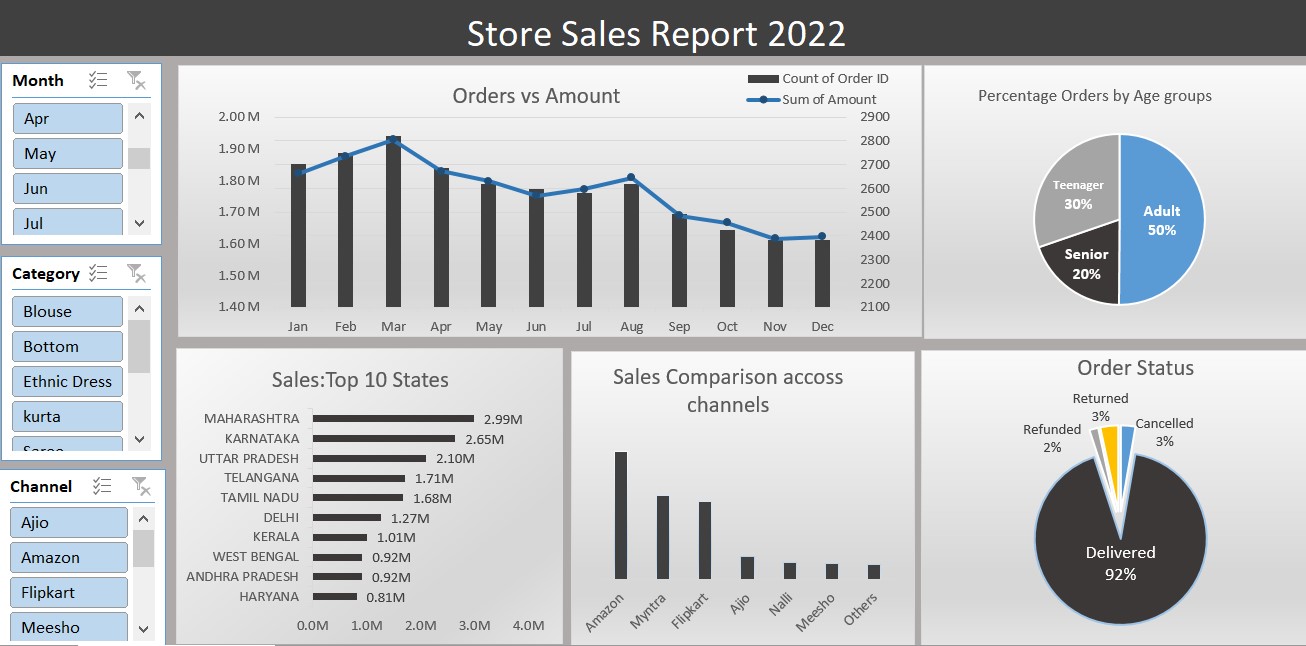 Store Sales Report 2022
Month
Apr
May
Jun
Jul
Category
Blouse
Bottom
Ethnic Dress
kurta
Channel
Ajio
Amazon
Flipkart
Meesho
Orders vs Amount
Count of Order ID
Sum of Amount
2.00 M
1.90 M
1.80 M
1.70 M
1.60 M
1.50 M
1.40 M
2900
2800
2700
2600
2500
2400
2300
2200
2100
Jan Feb Mar Apr May Jun Jul Aug Sep Oct Nov Dec
Percentage Orders by Age groups
Teenager
30%
Adult
50%
Senior
20%
Sales:Top 10 States
MAHARASHTRA 2.99M
KARNATAKA 2.65M
UTTAR PRADESH 2.10M
TELANGANA 1.71M
TAMIL NADU 1.68M
DELHI 1.27M
KERALA 1.01M
WEST BENGAL 0.92M
ANDHRA PRADESH 0.92M
HARYANA 0.81M
0.0M 1.0M 2.0M 3.0M 4.0M
Sales Comparison accoss
channels
Amazon Myntra Flipkart Ajio Nalli Meesho Others
Order Status
Returned
3%
Cancelled
3%
Refunded
2%
Delivered
92%